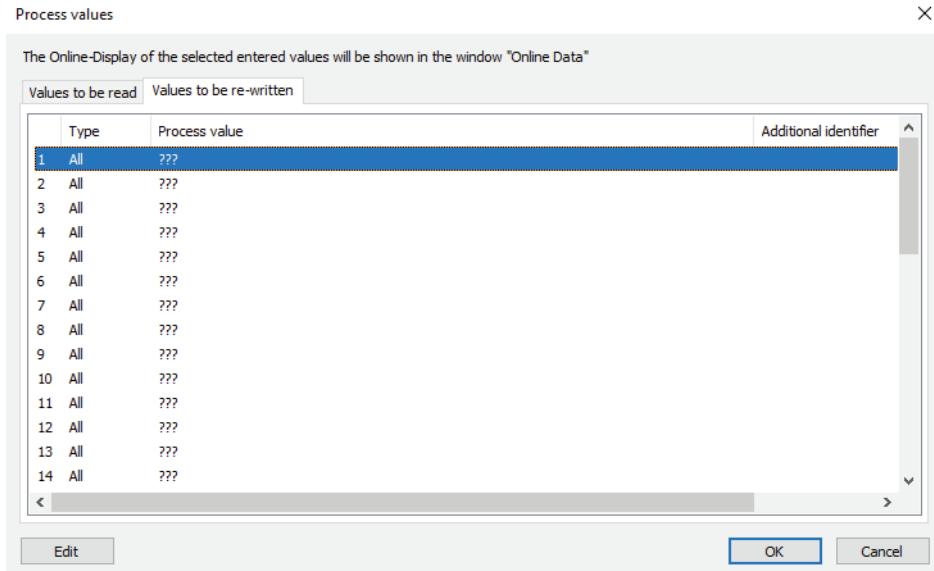 Process values
The Online-Display of the selected entered values will be shown in the window "Online Data"
Values to be read Values to be re-written
Type Process value Additional identifier
1 All ???
2 All ???
3 All ???
4 All ???
5 All ???
6 All ???
7 All ???
8 All ???
9 All ???
10 All ???
11 All ???
12 All ???
13 All ???
14 All ???
Edit OK Cancel